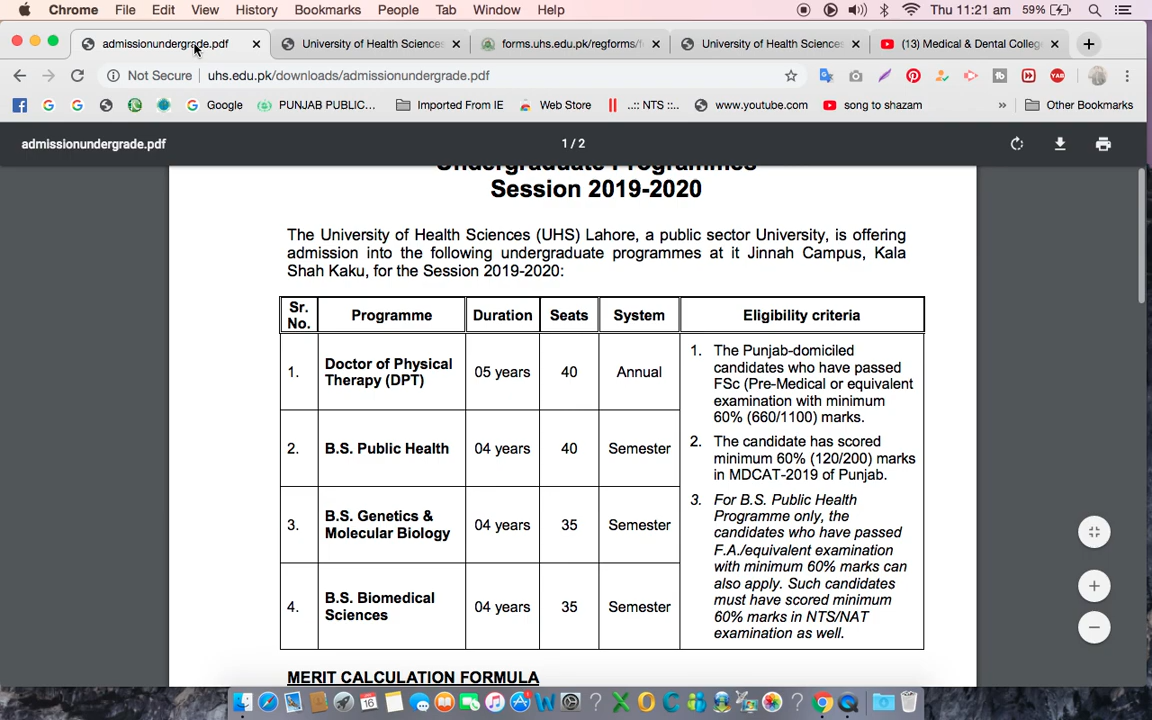 Chrome File Edit View History Bookmarks People Tab Window Help Thu 11:21 am 59%
admissionundergrade.pdf University of Health Sciences forms.uhs.edu.pk/regforms/ University of Health Sciences (13) Medical & Dental College
Not Secure uhs.edu.pk/downloads/admissionundergrade.pdf
Google PUNJAB PUBLIC... Imported From IE Web Store ..:: NTS ::.. www.youtube.com song to shazam » Other Bookmarks
admissionundergrade.pdf 1 / 2
Undergraduate Programmes
Session 2019-2020
The University of Health Sciences (UHS) Lahore, a public sector University, is offering
admission into the following undergraduate programmes at it Jinnah Campus, Kala
Shah Kaku, for the Session 2019-2020:
Sr. No. Programme Duration Seats System Eligibility criteria
1. Doctor of Physical Therapy (DPT) 05 years 40 Annual
2. B.S. Public Health 04 years 40 Semester
3. B.S. Genetics & Molecular Biology 04 years 35 Semester
4. B.S. Biomedical Sciences 04 years 35 Semester
1. The Punjab-domiciled
candidates who have passed
FSc (Pre-Medical or equivalent
examination with minimum
60% (660/1100) marks.
2. The candidate has scored
minimum 60% (120/200) marks
in MDCAT-2019 of Punjab.
3. For B.S. Public Health
Programme only, the
candidates who have passed
F.A./equivalent examination
with minimum 60% marks can
also apply. Such candidates
must have scored minimum
60% marks in NTS/NAT
examination as well.
MERIT CALCULATION FORMULA